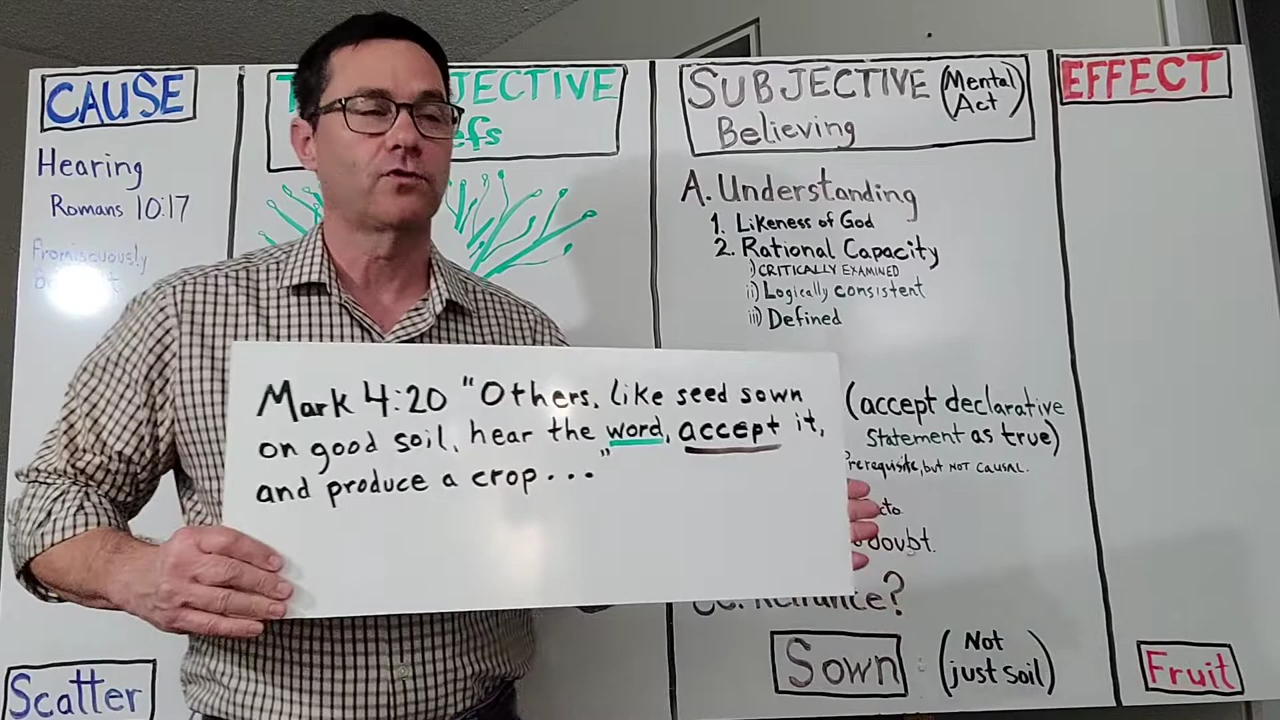 CAUSE
Hearing
Romans 10:17
Promiscuously
JECTIVE
efs
SUBJECTIVE (Mental Act)
Believing
A. Understanding
1. Likeness of God
2. Rational Capacity
i) CRITICALLY EXAMINED
ii) Logically consistent
iii) Defined
(accept declarative
statement as true)
Prerequisite, but NOT CAUSAL.
doubt.
Reliance?
Sown (Not just soil)
EFFECT
Fruit
Scatter
Mark 4:20 "Others, like seed sown
on good soil, hear the word, accept it,
and produce a crop..."